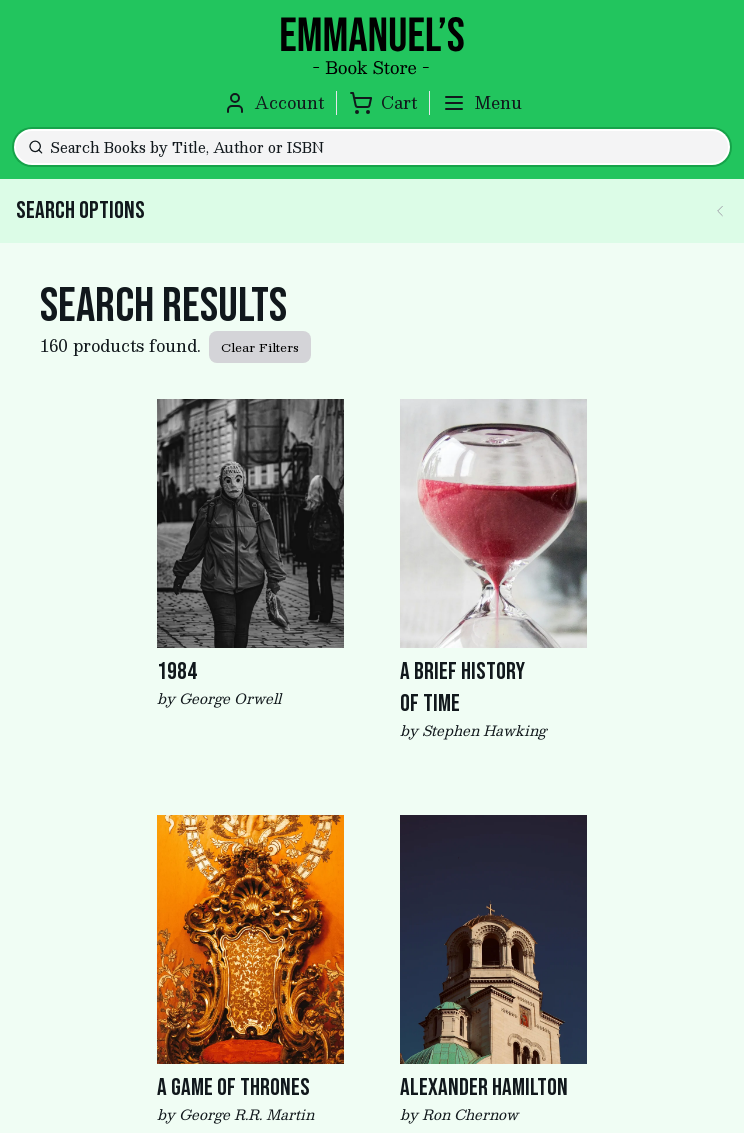 EMMANUEL'S
- Book Store -
Account
Cart
Menu
Search Books by Title, Author or ISBN
SEARCH OPTIONS
SEARCH RESULTS
160 products found.
Clear Filters
1984
by George Orwell
A BRIEF HISTORY
OF TIME
by Stephen Hawking
A GAME OF THRONES
by George R.R. Martin
ALEXANDER HAMILTON
by Ron Chernow